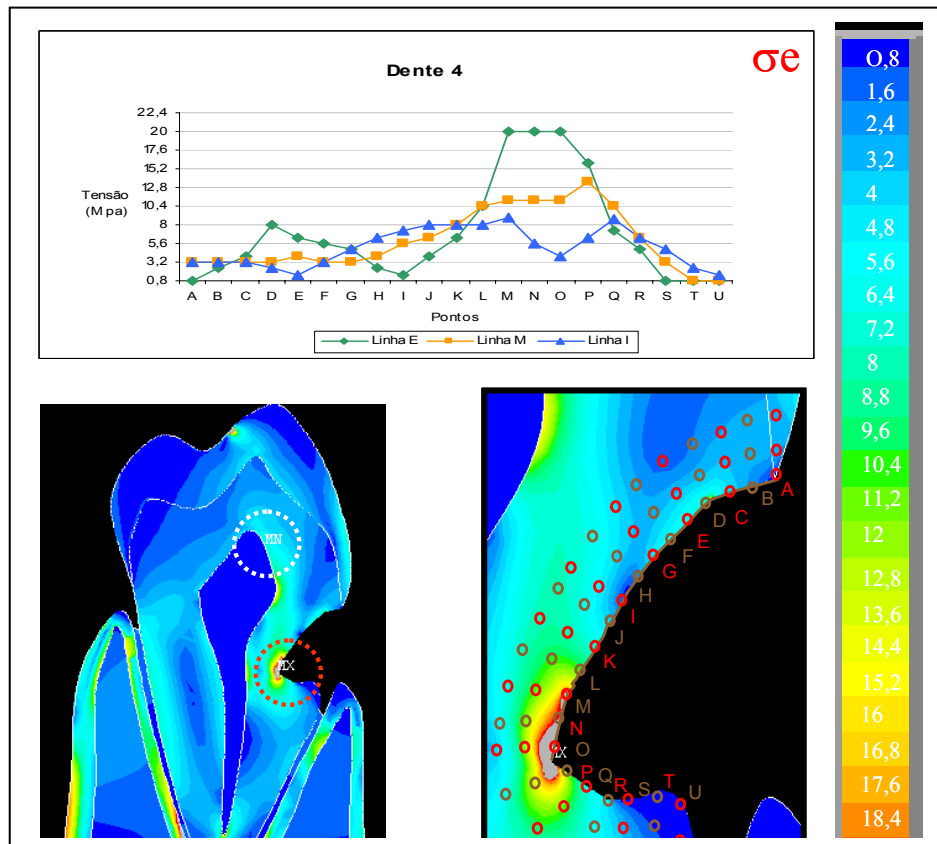 σe
Dente 4
22,4
20
17,6
15,2
12,8
10,4
8
5,6
3,2
0,8
Tensão
(Mpa)
A B C D E F G H I J K L M N O P Q R S T U
Pontos
Linha E Linha M Linha I
O,8
1,6
2,4
3,2
4
4,8
5,6
6,4
7,2
8
8,8
9,6
10,4
11,2
12
12,8
13,6
14,4
15,2
16
16,8
17,6
18,4
MN
MX
A
B
C
D
E
F
G
H
I
J
K
L
M
N
O
P
Q
R
S
T
U